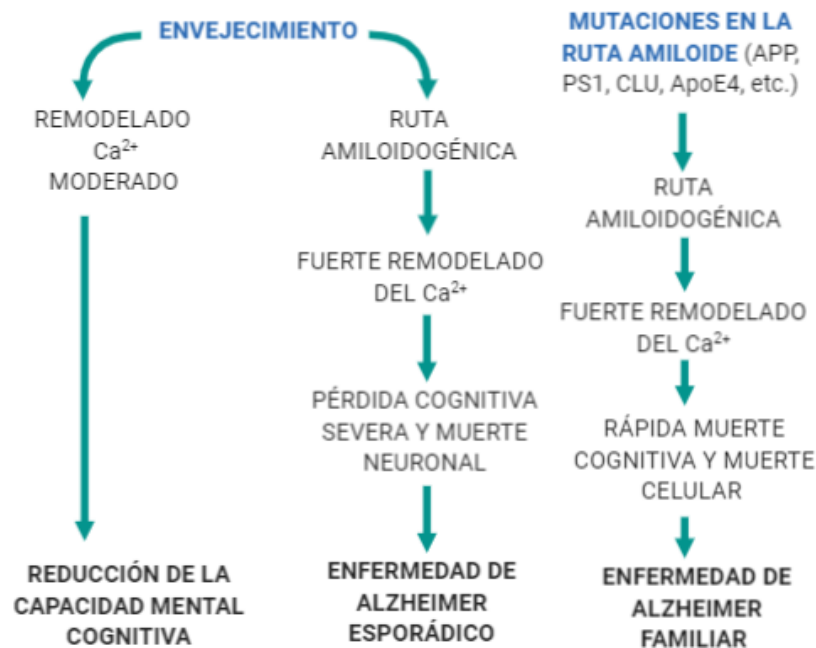 ENVEJECIMIENTO
REMODELADO
Ca²⁺
MODERADO
REDUCCIÓN DE LA
CAPACIDAD MENTAL
COGNITIVA
RUTA
AMILOIDOGÉNICA
FUERTE REMODELADO
DEL Ca²⁺
PÉRDIDA COGNITIVA
SEVERA Y MUERTE
NEURONAL
ENFERMEDAD DE
ALZHEIMER
ESPORÁDICO
MUTACIONES EN LA
RUTA AMILOIDE (APP,
PS1, CLU, ApoE4, etc.)
RUTA
AMILOIDOGÉNICA
FUERTE REMODELADO
DEL Ca²⁺
RÁPIDA MUERTE
COGNITIVA Y MUERTE
CELULAR
ENFERMEDAD DE
ALZHEIMER
FAMILIAR